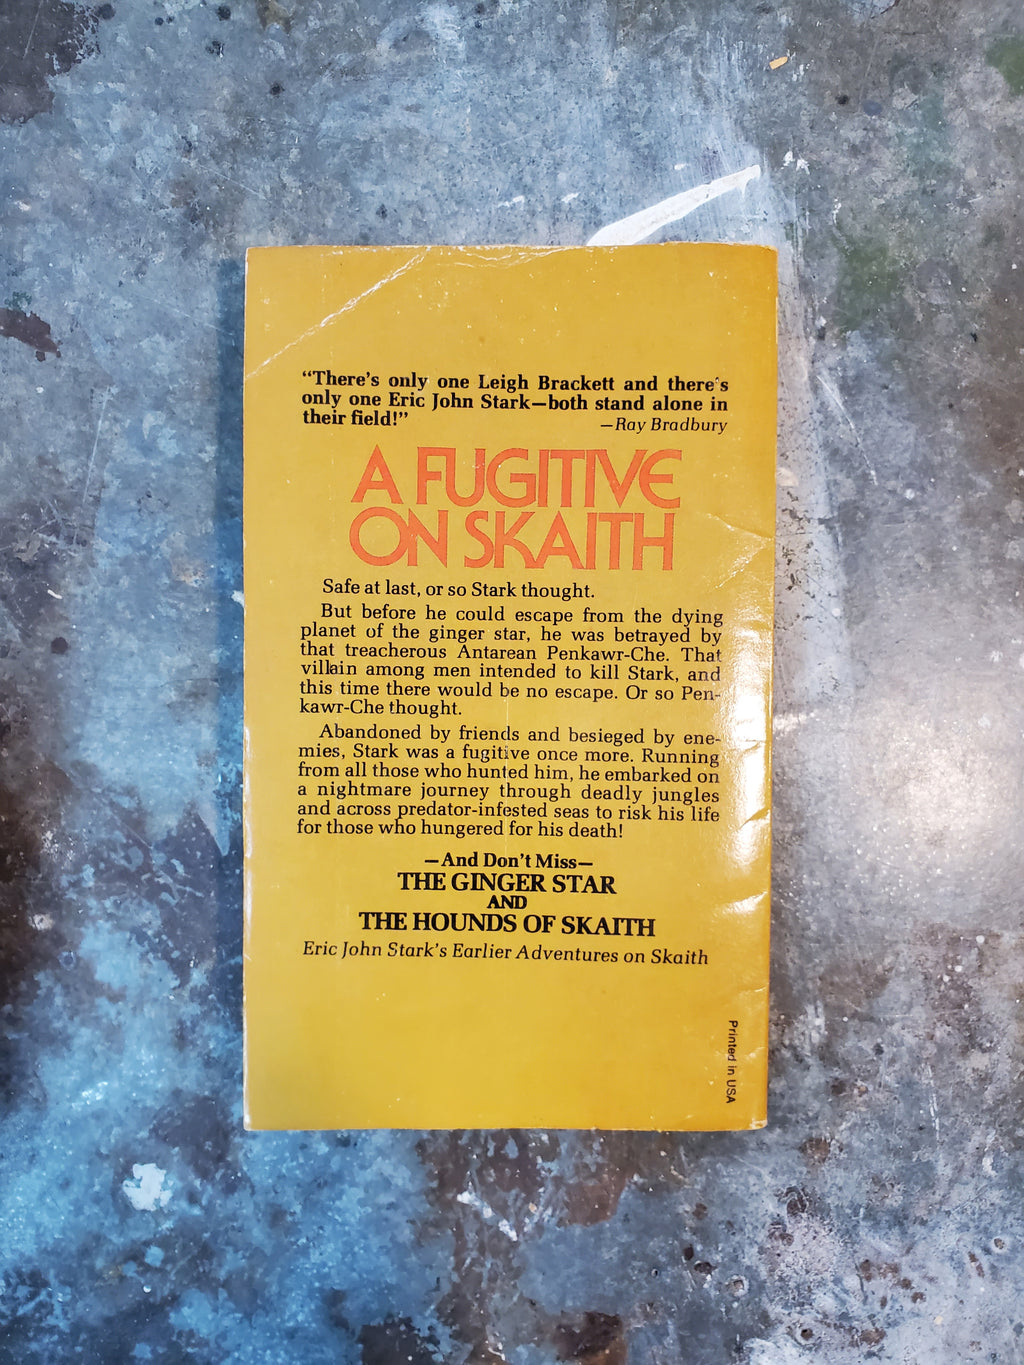 “There's only one Leigh Brackett and there's
only one Eric John Stark—both stand alone in
their field!” —Ray Bradbury
A FUGITIVE
ON SKAITH
Safe at last, or so Stark thought.
But before he could escape from the dying
planet of the ginger star, he was betrayed by
that treacherous Antarean Penkawr-Che. That
villain among men intended to kill Stark, and
this time there would be no escape. Or so Pen-
kawr-Che thought.
Abandoned by friends and besieged by ene-
mies, Stark was a fugitive once more. Running
from all those who hunted him, he embarked on
a nightmare journey through deadly jungles
and across predator-infested seas to risk his life
for those who hungered for his death!
—And Don't Miss—
THE GINGER STAR
AND
THE HOUNDS OF SKAITH
Eric John Stark's Earlier Adventures on Skaith
Printed in USA